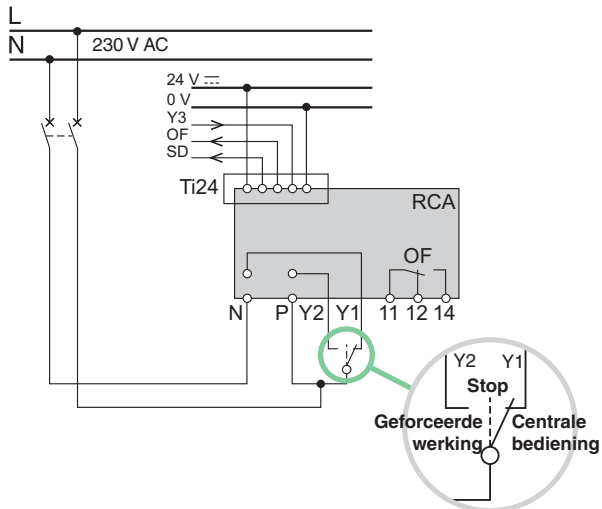 L
N 230 V AC
24 V
0 V
Y3
OF
SD
Ti24
RCA
OF
N P Y2 Y1 11 12 14
Y2 Y1
Stop
Geforceerde Centrale
werking bediening